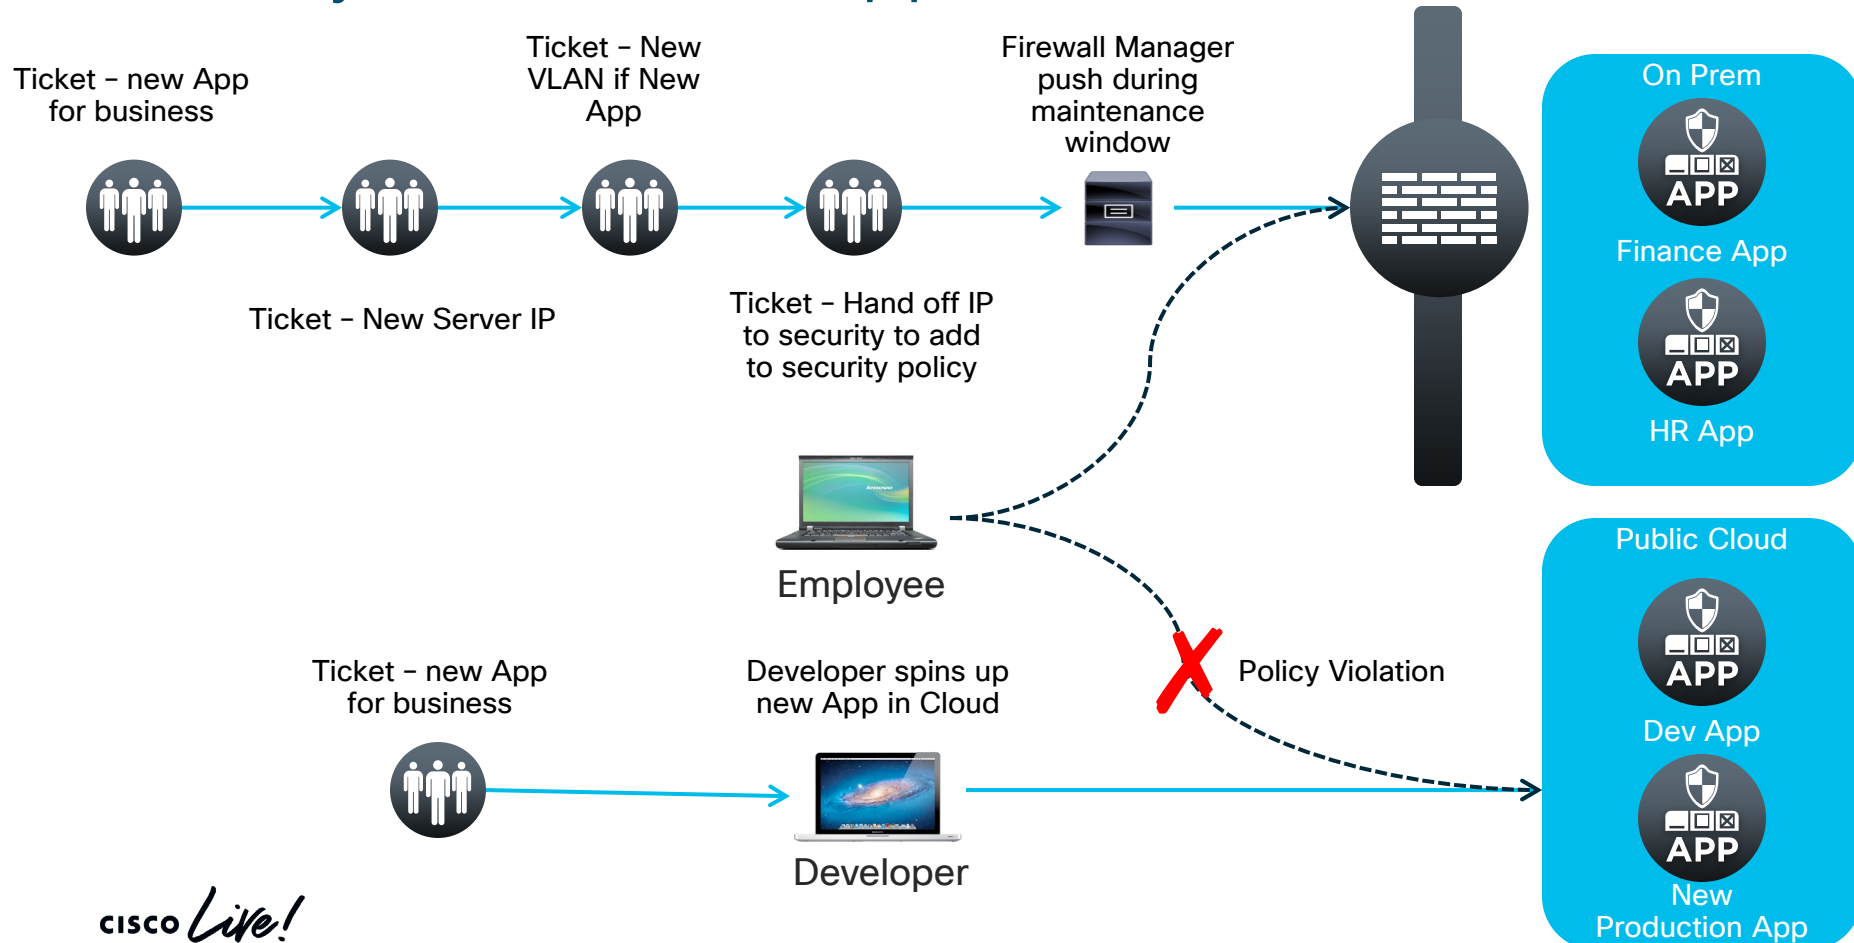 Ticket – new App
for business
Ticket – New
VLAN if New
App
Firewall Manager
push during
maintenance
window
Ticket – New Server IP
Ticket – Hand off IP
to security to add
to security policy
On Prem
APP
Finance App
APP
HR App
lenovo
Employee
Public Cloud
APP
Dev App
APP
New
Production App
Ticket – new App
for business
Developer spins up
new App in Cloud
Policy Violation
Developer
CISCO Live!